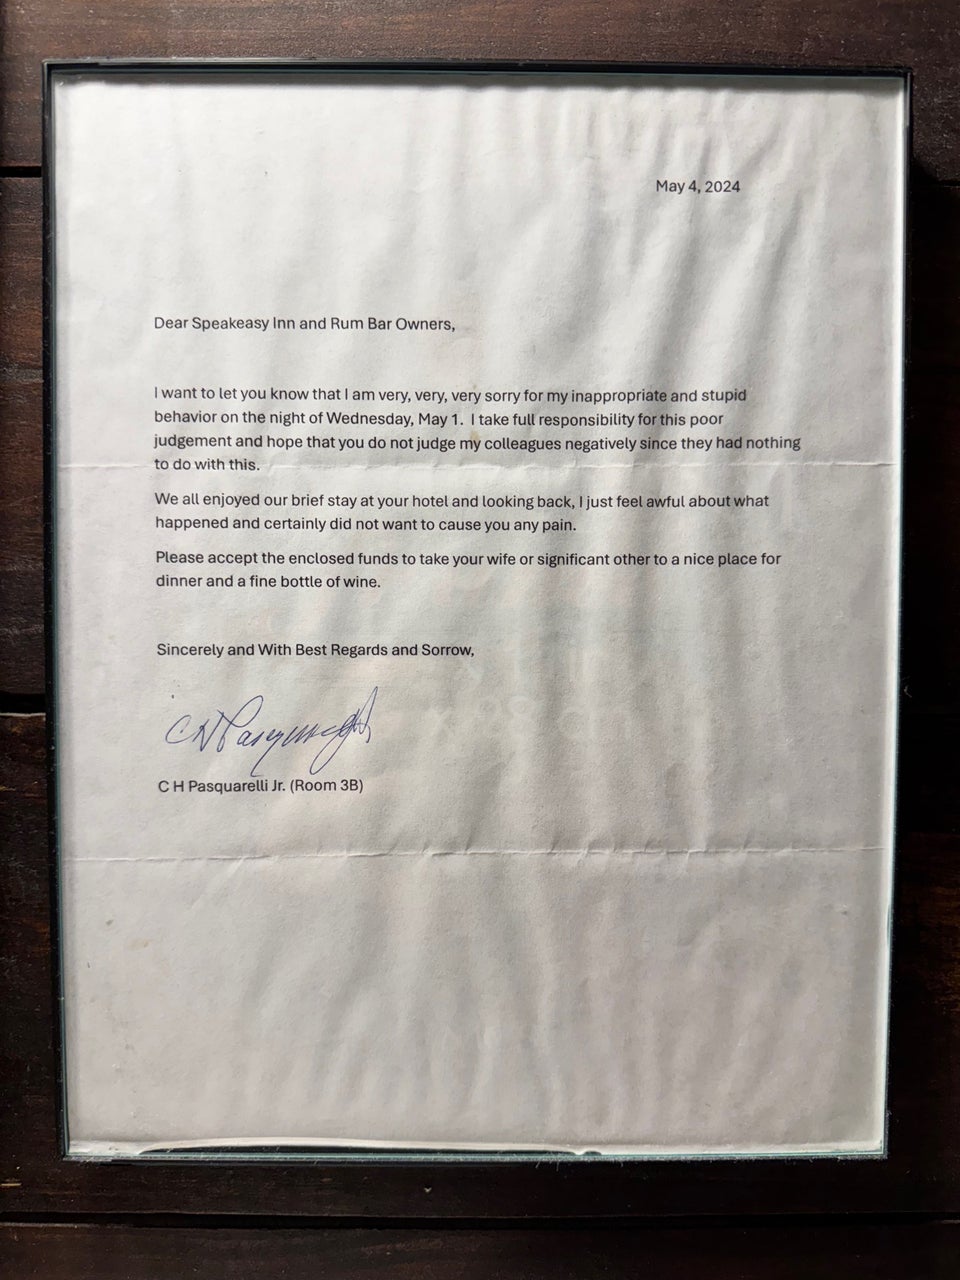 May 4, 2024
Dear Speakeasy Inn and Rum Bar Owners,
I want to let you know that I am very, very, very sorry for my inappropriate and stupid
behavior on the night of Wednesday, May 1. I take full responsibility for this poor
judgement and hope that you do not judge my colleagues negatively since they had nothing
to do with this.
We all enjoyed our brief stay at your hotel and looking back, I just feel awful about what
happened and certainly did not want to cause you any pain.
Please accept the enclosed funds to take your wife or significant other to a nice place for
dinner and a fine bottle of wine.
Sincerely and With Best Regards and Sorrow,
C H Pasquarelli Jr. (Room 3B)